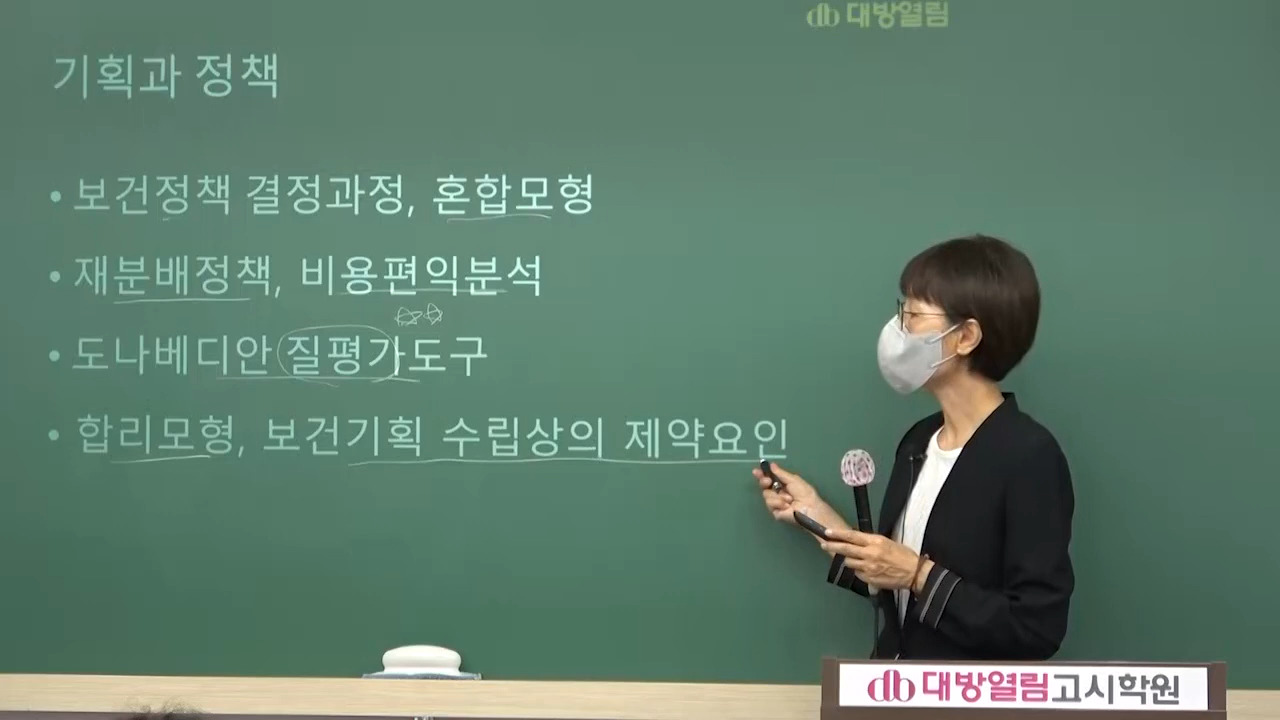 db 대방열림
기획과 정책
• 보건정책 결정과정, 혼합모형
• 재분배정책, 비용편익분석
• 도나베디안 질평가도구
• 합리모형, 보건기획 수립상의 제약요인
db 대방열림고시학원